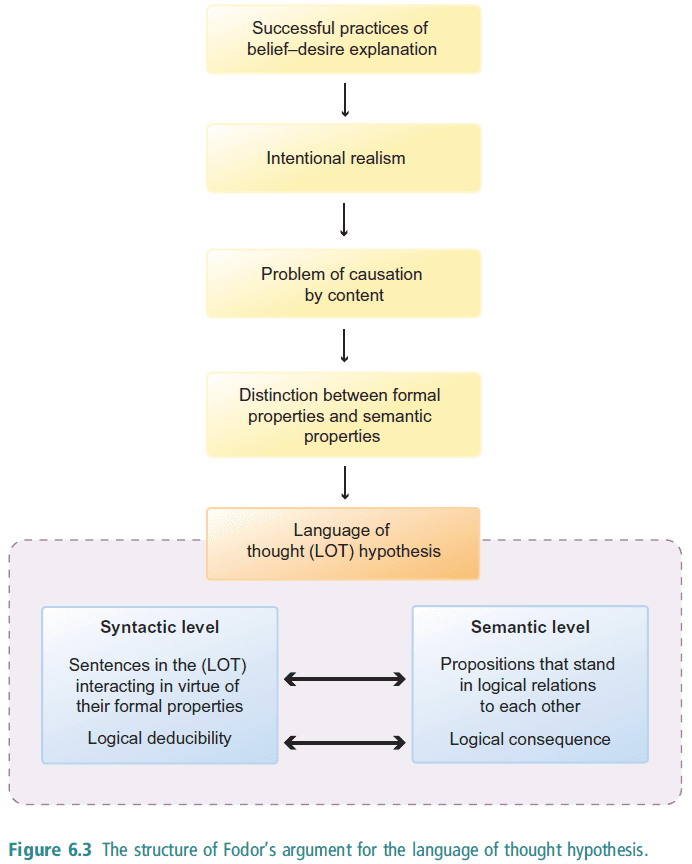 Successful practices of
belief–desire explanation
Intentional realism
Problem of causation
by content
Distinction between formal
properties and semantic
properties
Language of
thought (LOT) hypothesis
Syntactic level
Sentences in the (LOT)
interacting in virtue of
their formal properties
Logical deducibility
Semantic level
Propositions that stand
in logical relations
to each other
Logical consequence
Figure 6.3 The structure of Fodor's argument for the language of thought hypothesis.